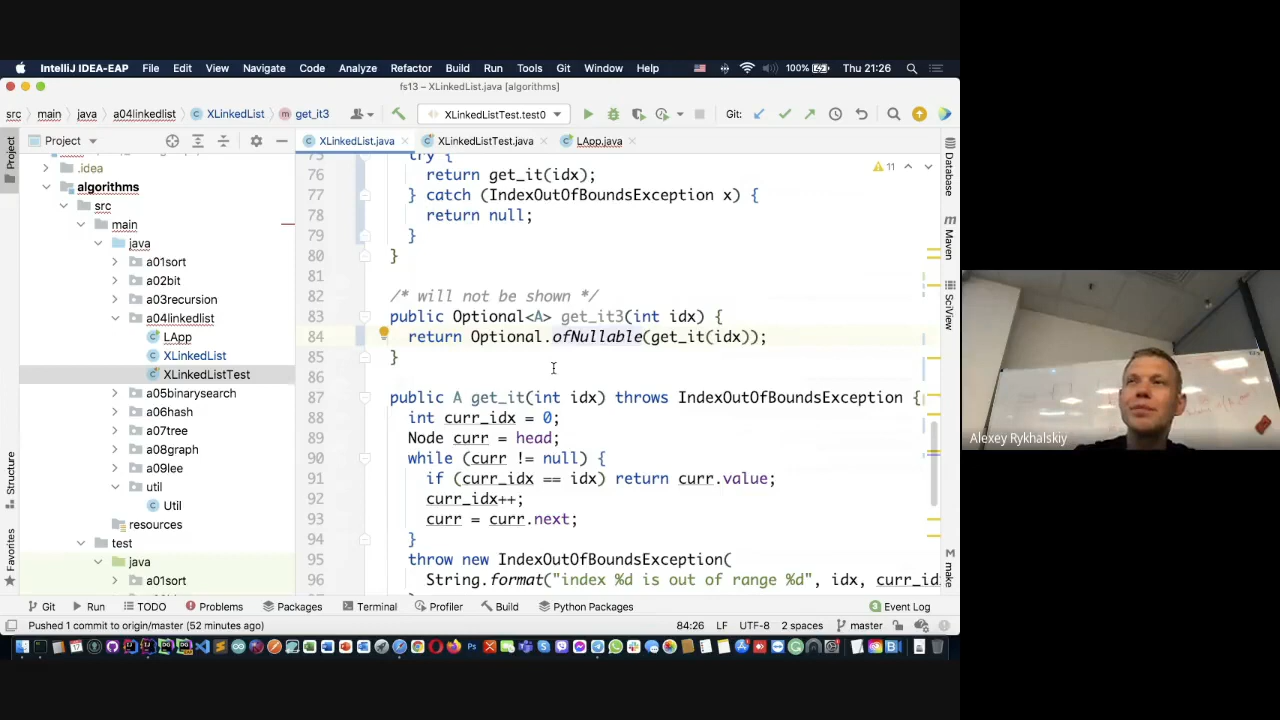 IntelliJ IDEA-EAP File Edit View Navigate Code Analyze Refactor Build Run Tools Git Window Help 100% Thu 21:26
fs13 – XLinkedList.java [algorithms]
src main java a04linkedlist XLinkedList get_it3 XLinkedListTest.test0 Git:
Project XLinkedList.java XLinkedListTest.java LApp.java
.idea
algorithms
src
main
java
a01sort
a02bit
a03recursion
a04linkedlist
LApp
XLinkedList
XLinkedListTest
a05binarysearch
a06hash
a07tree
a08graph
a09lee
util
Util
resources
test
java
a01sort
11
75 try {
76 return get_it(idx);
77 } catch (IndexOutOfBoundsException x) {
78 return null;
79 }
80 }
81
82 /* will not be shown */
83 public Optional<A> get_it3(int idx) {
84 return Optional.ofNullable(get_it(idx));
85 }
86
87 public A get_it(int idx) throws IndexOutOfBoundsException {
88 int curr_idx = 0;
89 Node curr = head;
90 while (curr != null) {
91 if (curr_idx == idx) return curr.value;
92 curr_idx++;
93 curr = curr.next;
94 }
95 throw new IndexOutOfBoundsException(
96 String.format("index %d is out of range %d", idx, curr_id
Project
Structure
Favorites
Database
Maven
SciView
make
Git Run TODO Problems Packages Terminal Profiler Build Python Packages Event Log
Pushed 1 commit to origin/master (52 minutes ago) 84:26 LF UTF-8 2 spaces master
Alexey Rykhalskiy